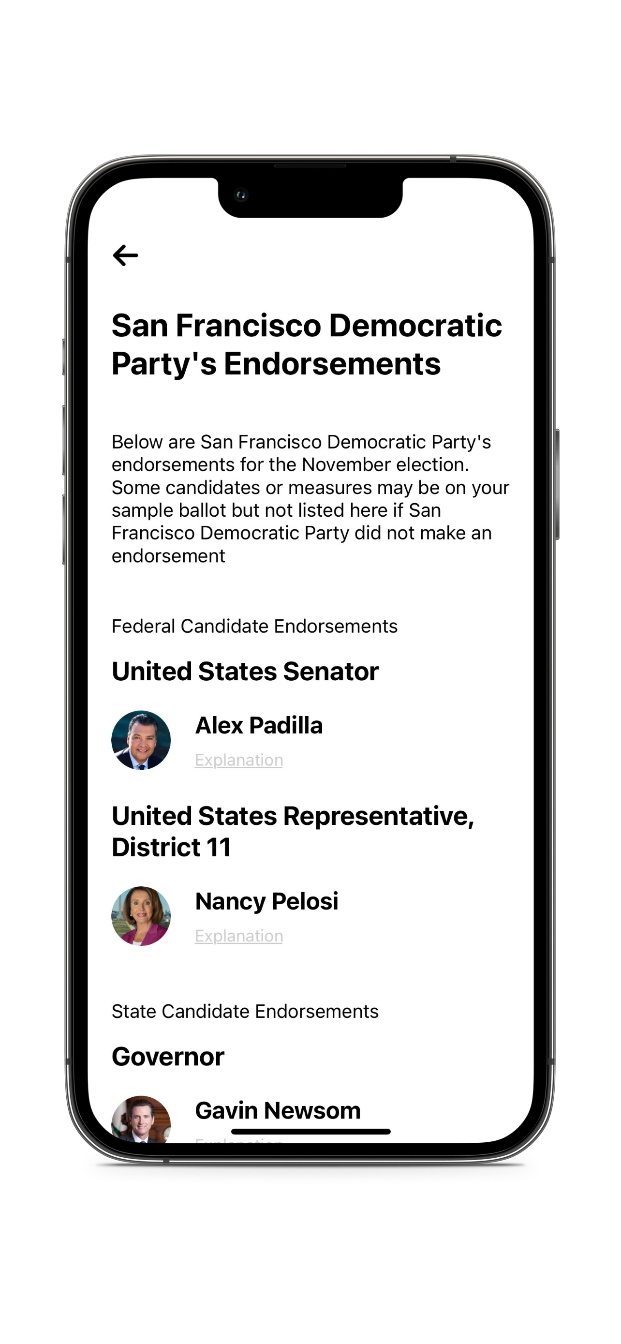 San Francisco Democratic
Party's Endorsements
Below are San Francisco Democratic Party's
endorsements for the November election.
Some candidates or measures may be on your
sample ballot but not listed here if San
Francisco Democratic Party did not make an
endorsement
Federal Candidate Endorsements
United States Senator
Alex Padilla
Explanation
United States Representative,
District 11
Nancy Pelosi
Explanation
State Candidate Endorsements
Governor
Gavin Newsom
Explanation